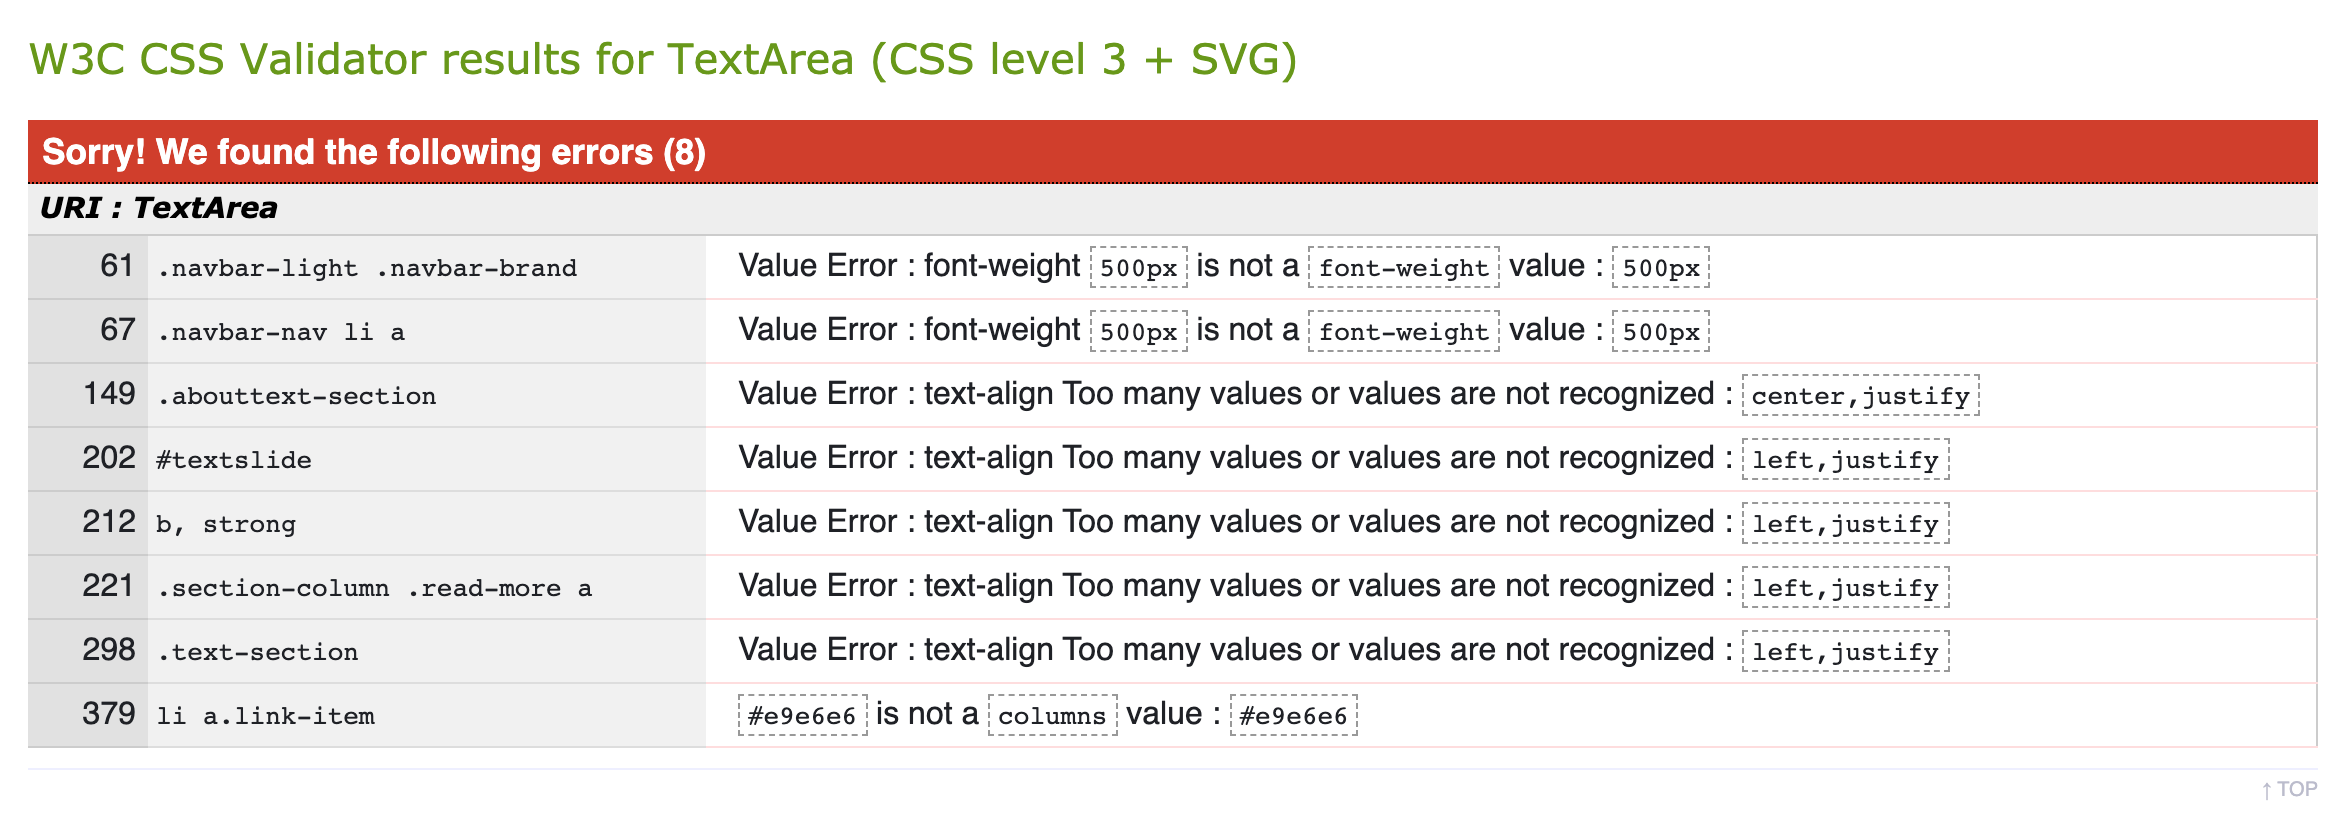 W3C CSS Validator results for TextArea (CSS level 3 + SVG)
Sorry! We found the following errors (8)
URI : TextArea
61 .navbar-light .navbar-brand Value Error : font-weight 500px is not a font-weight value : 500px
67 .navbar-nav li a Value Error : font-weight 500px is not a font-weight value : 500px
149 .abouttext-section Value Error : text-align Too many values or values are not recognized : center,justify
202 #textslide Value Error : text-align Too many values or values are not recognized : left,justify
212 b, strong Value Error : text-align Too many values or values are not recognized : left,justify
221 .section-column .read-more a Value Error : text-align Too many values or values are not recognized : left,justify
298 .text-section Value Error : text-align Too many values or values are not recognized : left,justify
379 li a.link-item #e9e6e6 is not a columns value : #e9e6e6
↑ TOP